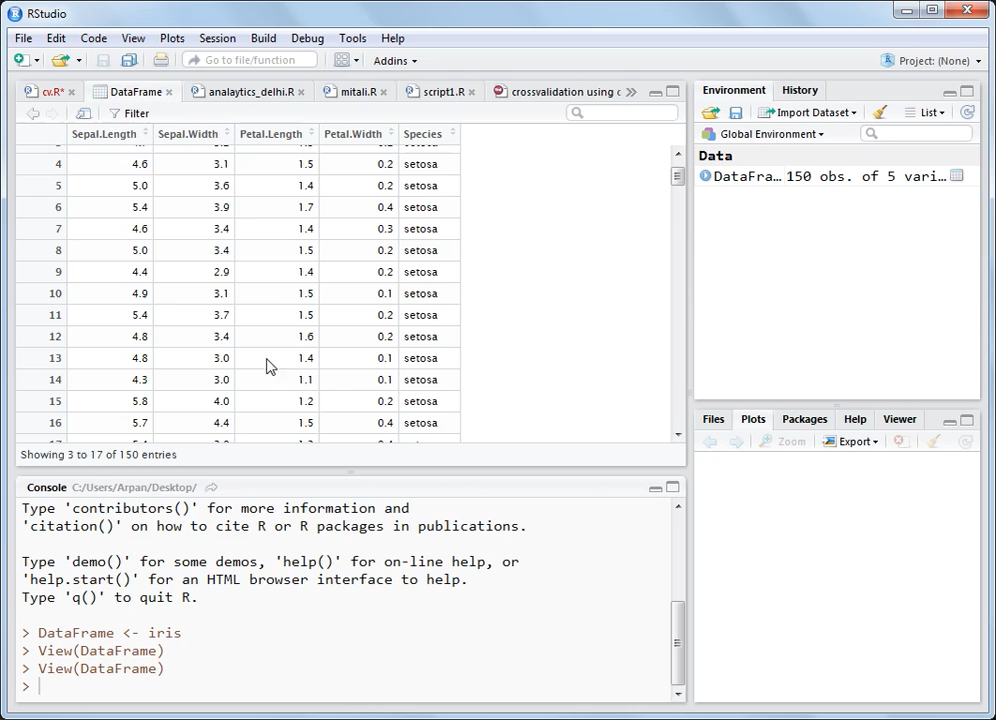 RStudio
File Edit Code View Plots Session Build Debug Tools Help
Go to file/function Addins Project: (None)
cv.R* DataFrame analaytics_delhi.R mitali.R script1.R crossvalidation using c
Filter
Sepal.Length Sepal.Width Petal.Length Petal.Width Species
4 4.6 3.1 1.5 0.2 setosa
5 5.0 3.6 1.4 0.2 setosa
6 5.4 3.9 1.7 0.4 setosa
7 4.6 3.4 1.4 0.3 setosa
8 5.0 3.4 1.5 0.2 setosa
9 4.4 2.9 1.4 0.2 setosa
10 4.9 3.1 1.5 0.1 setosa
11 5.4 3.7 1.5 0.2 setosa
12 4.8 3.4 1.6 0.2 setosa
13 4.8 3.0 1.4 0.1 setosa
14 4.3 3.0 1.1 0.1 setosa
15 5.8 4.0 1.2 0.2 setosa
16 5.7 4.4 1.5 0.4 setosa
Showing 3 to 17 of 150 entries
Console C:/Users/Arpan/Desktop/
Type 'contributors()' for more information and
'citation()' on how to cite R or R packages in publications.
Type 'demo()' for some demos, 'help()' for on-line help, or
'help.start()' for an HTML browser interface to help.
Type 'q()' to quit R.
> DataFrame <- iris
> View(DataFrame)
> View(DataFrame)
>
Environment History
Import Dataset List
Global Environment
Data
DataFra... 150 obs. of 5 vari...
Files Plots Packages Help Viewer
Zoom Export